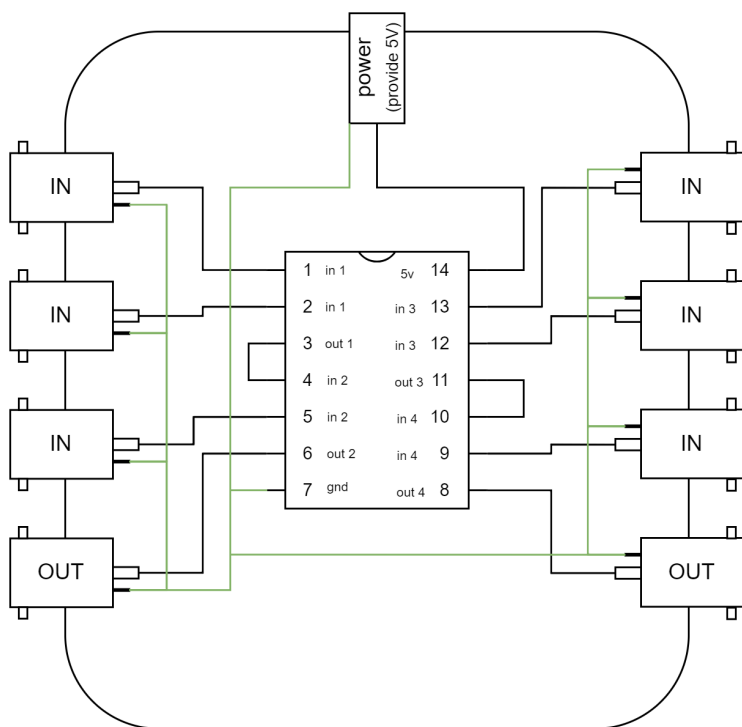 power
(provide 5V)
IN
IN
IN
IN
IN
IN
OUT
OUT
1 in 1
5v 14
2 in 1
in 3 13
3 out 1
in 3 12
4 in 2
out 3 11
5 in 2
in 4 10
6 out 2
in 4 9
7 gnd
out 4 8